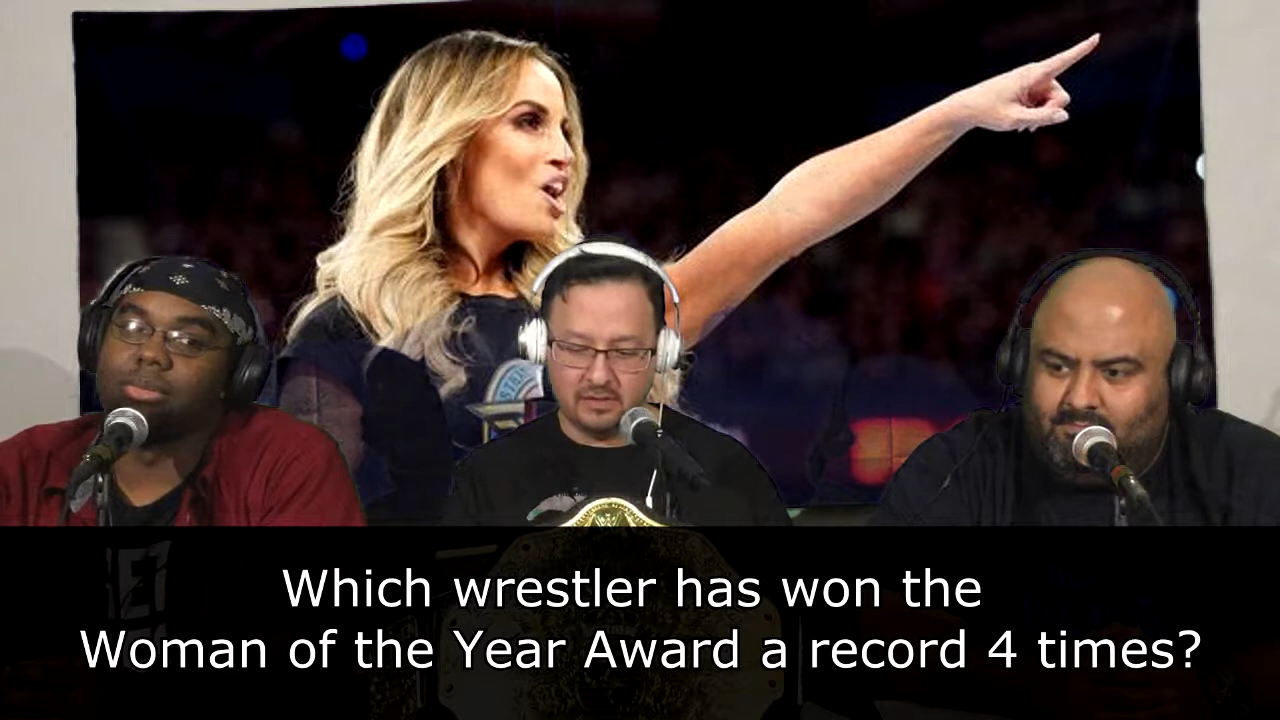 Which wrestler has won the
Woman of the Year Award a record 4 times?